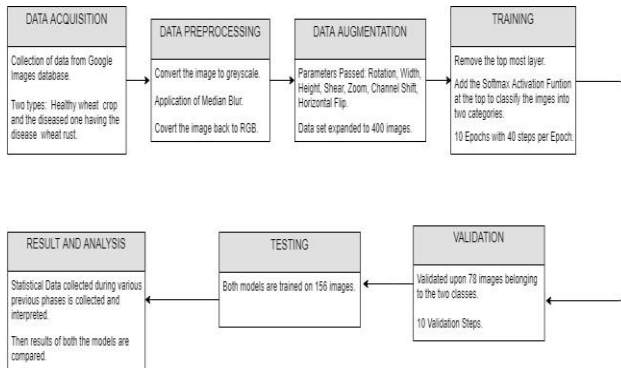 DATA ACQUISITION
Collection of data from Google
Images database.
Two types: Healthy wheat crop
and the diseased one having the
disease wheat rust.
DATA PREPROCESSING
Convert the image to greyscale.
Application of Median Blur.
Covert the image back to RGB.
DATA AUGMENTATION
Parameters Passed: Rotation, Width,
Height, Shear, Zoom, Channel Shift,
Horizontal Flip.
Data set expanded to 400 images.
TRAINING
Remove the top most layer.
Add the Softmax Activation Funtion
at the top to classify the imges into
two categories.
10 Epochs with 40 steps per Epoch.
RESULT AND ANALYSIS
Statistical Data collected during various
previous phases is collected and
interpreted.
Then results of both the models are
compared.
TESTING
Both models are trained on 156 images.
VALIDATION
Validated upon 78 images belonging
to the two classes.
10 Validation Steps.